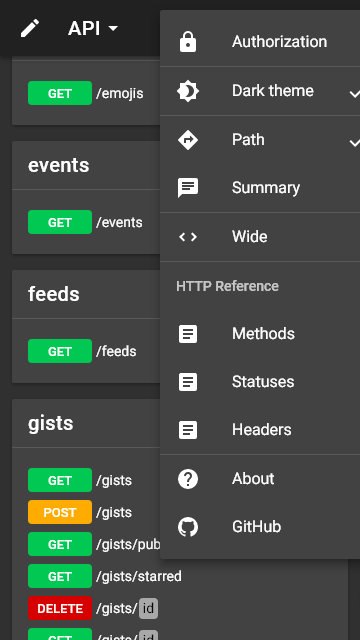 API
GET /emojis
events
GET /events
feeds
GET /feeds
gists
GET /gists
POST /gists
GET /gists/pub
GET /gists/starred
DELETE /gists/ id
GET /gists/ id
Authorization
Dark theme
Path
Summary
Wide
HTTP Reference
Methods
Statuses
Headers
About
GitHub